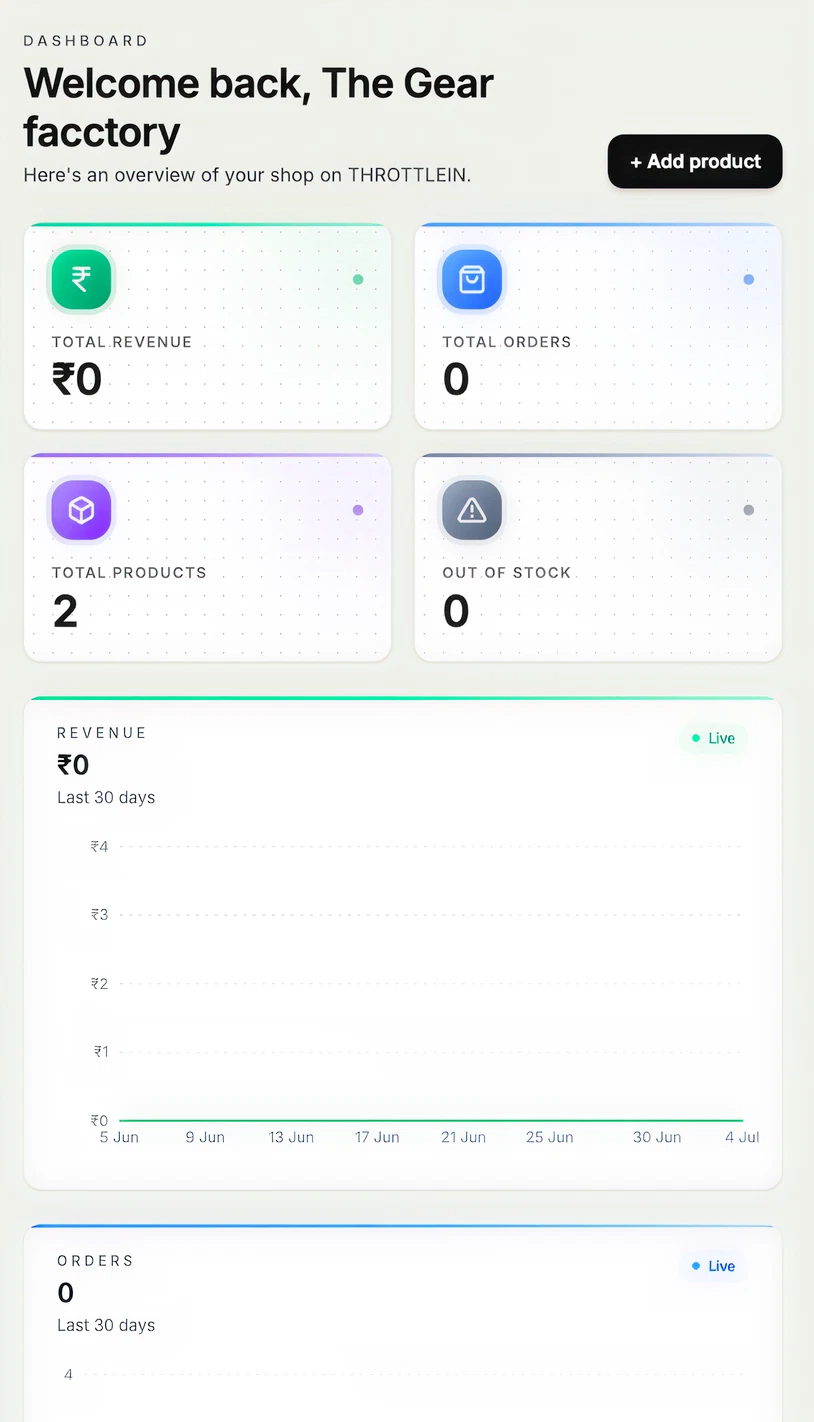 DASHBOARD
Welcome back, The Gear
facctory
Here's an overview of your shop on THROTTLEIN.
+ Add product
TOTAL REVENUE
₹0
TOTAL ORDERS
0
TOTAL PRODUCTS
2
OUT OF STOCK
0
REVENUE
Live
₹0
Last 30 days
₹4
₹3
₹2
₹1
₹0
5 Jun 9 Jun 13 Jun 17 Jun 21 Jun 25 Jun 30 Jun 4 Jul
ORDERS
Live
0
Last 30 days
4